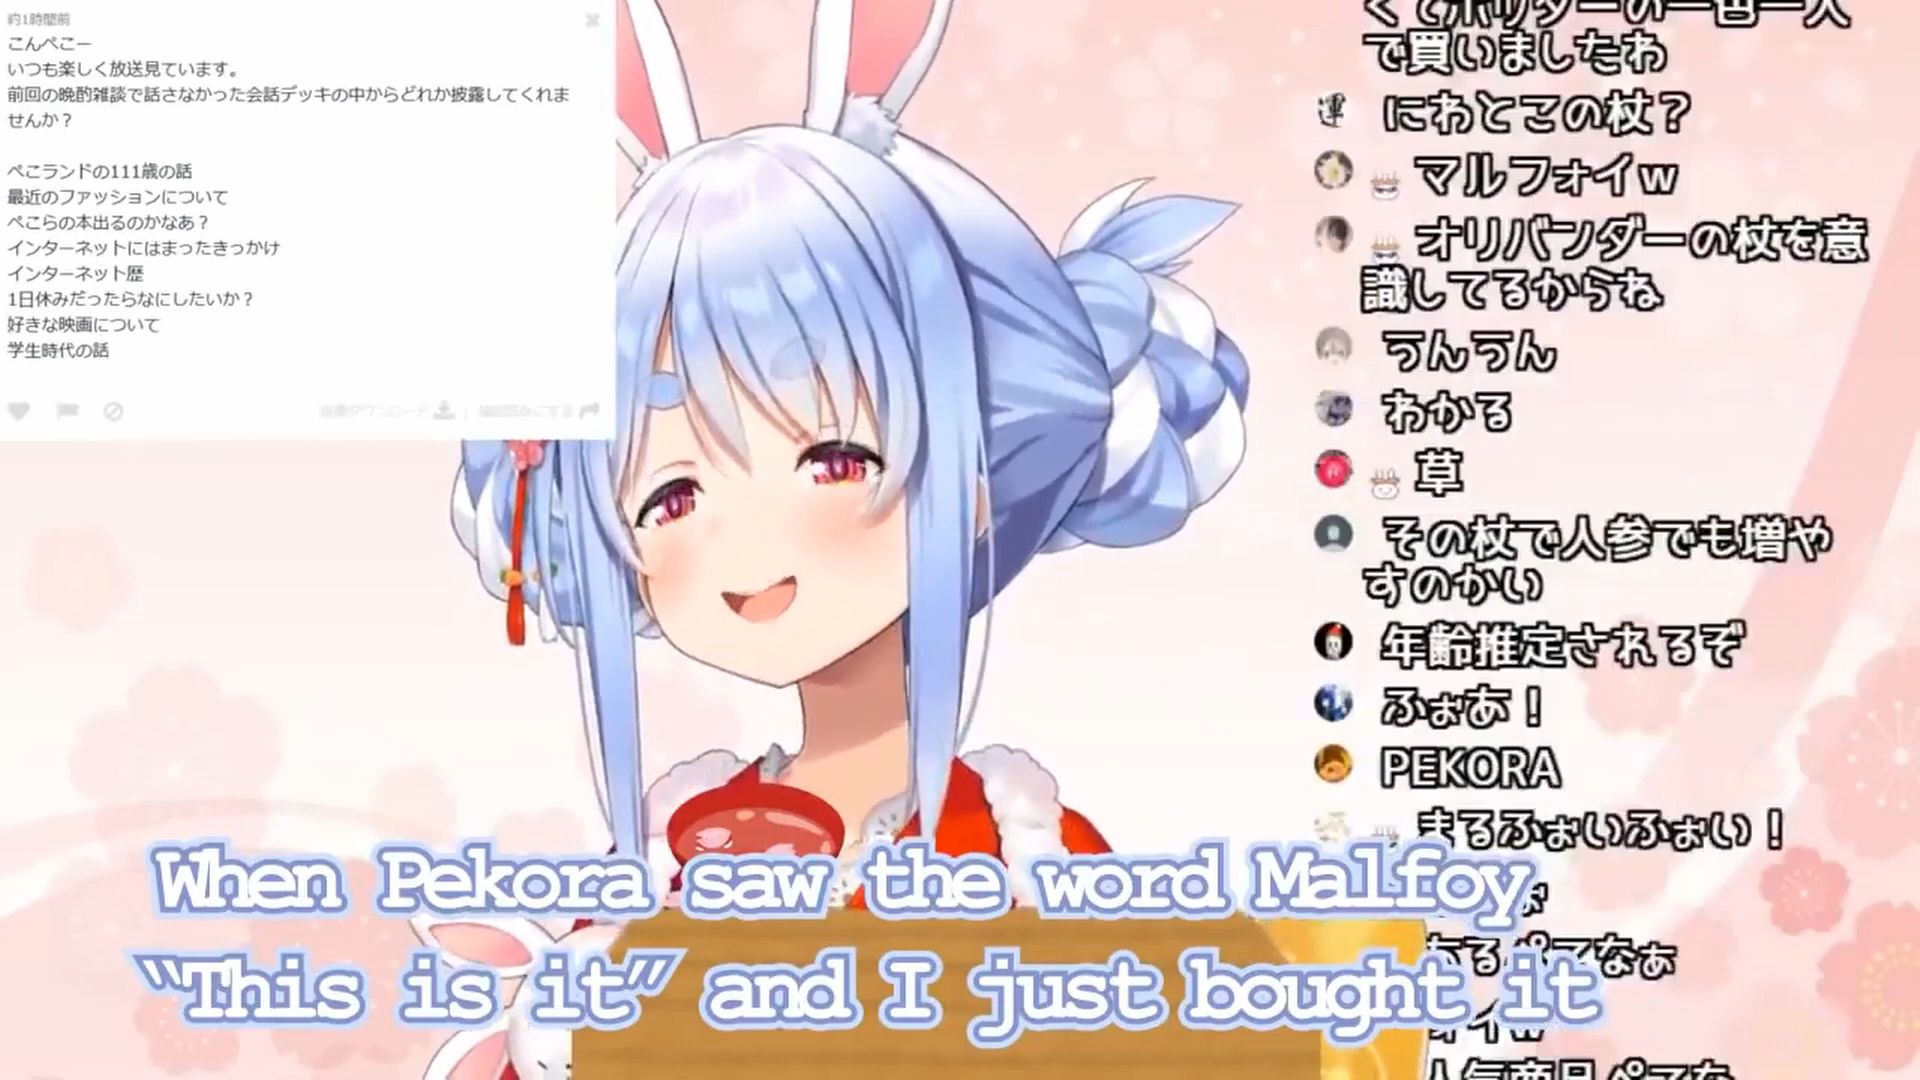 約1時間前
こんぺこー
いつも楽しく放送見ています。
前回の晩酌雑談で話さなかった会話デッキの中からどれか披露してくれま
せんか？
ぺこランドの111歳の話
最近のファッションについて
ぺこらの本出るのかなあ？
インターネットにはまったきっかけ
インターネット歴
1日休みだったらなにしたいか？
好きな映画について
学生時代の話
で買いましたわ
にわとこの杖？
マルフォイw
オリバンダーの杖を意
識してるからね
うんうん
わかる
草
その杖で人参でも増や
すのかい
年齢推定されるぞ
ふぉあ！
PEKORA
まるふぉいふぉい！
When Pekora saw the word Malfoy
“This is it” and I just bought it